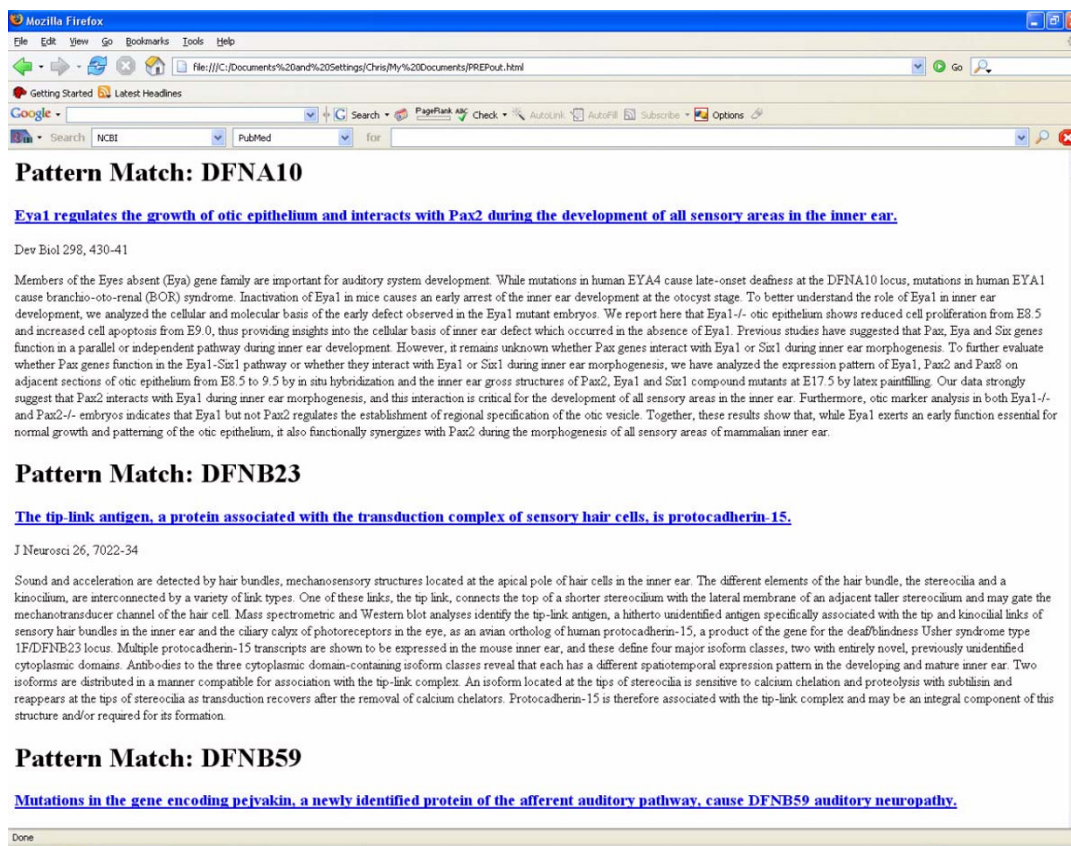 Mozilla Firefox
File Edit View Go Bookmarks Tools Help
file:///C:/Documents%20and%20Settings/Chris/My%20Documents/PREPout.html Go
Getting Started Latest Headlines
Google Search PageRank ABC Check AutoLink AutoFill Subscribe Options
Search NCBI PubMed for
Pattern Match: DFNA10
Eya1 regulates the growth of otic epithelium and interacts with Pax2 during the development of all sensory areas in the inner ear.
Dev Biol 298, 430-41
Members of the Eyes absent (Eya) gene family are important for auditory system development. While mutations in human EYA4 cause late-onset deafness at the DFNA10 locus, mutations in human EYA1
cause branchio-oto-renal (BOR) syndrome. Inactivation of Eya1 in mice causes an early arrest of the inner ear development at the otocyst stage. To better understand the role of Eya1 in inner ear
development, we analyzed the cellular and molecular basis of the early defect observed in the Eya1 mutant embryos. We report here that Eya1-/- otic epithelium shows reduced cell proliferation from E8.5
and increased cell apoptosis from E9.0, thus providing insights into the cellular basis of inner ear defect which occurred in the absence of Eya1. Previous studies have suggested that Pax, Eya and Six genes
function in a parallel or independent pathway during inner ear development. However, it remains unknown whether Pax genes interact with Eya1 or Six1 during inner ear morphogenesis. To further evaluate
whether Pax genes function in the Eya1-Six1 pathway or whether they interact with Eya1 or Six1 during inner ear morphogenesis, we have analyzed the expression pattern of Eya1, Pax2 and Pax8 on
adjacent sections of otic epithelium from E8.5 to 9.5 by in situ hybridization and the inner ear gross structures of Pax2, Eya1 and Six1 compound mutants at E17.5 by latex paintfilling. Our data strongly
suggest that Pax2 interacts with Eya1 during inner ear morphogenesis, and this interaction is critical for the development of all sensory areas in the inner ear. Furthermore, otic marker analysis in both Eya1-/-
and Pax2-/- embryos indicates that Eya1 but not Pax2 regulates the establishment of regional specification of the otic vesicle. Together, these results show that, while Eya1 exerts an early function essential for
normal growth and patterning of the otic epithelium, it also functionally synergizes with Pax2 during the morphogenesis of all sensory areas of mammalian inner ear.
Pattern Match: DFNB23
The tip-link antigen, a protein associated with the transduction complex of sensory hair cells, is protocadherin-15.
J Neurosci 26, 7022-34
Sound and acceleration are detected by hair bundles, mechanosensory structures located at the apical pole of hair cells in the inner ear. The different elements of the hair bundle, the stereocilia and a
kinocilium, are interconnected by a variety of link types. One of these links, the tip link, connects the top of a shorter stereocilium with the lateral membrane of an adjacent taller stereocilium and may gate the
mechanotransducer channel of the hair cell. Mass spectrometric and Western blot analyses identify the tip-link antigen, a hitherto unidentified antigen specifically associated with the tip and kinocilial links of
sensory hair bundles in the inner ear and the ciliary calyx of photoreceptors in the eye, as an avian ortholog of human protocadherin-15, a product of the gene for the deaf/blindness Usher syndrome type
1F/DFNB23 locus. Multiple protocadherin-15 transcripts are shown to be expressed in the mouse inner ear, and these define four major isoform classes, two with entirely novel, previously unidentified
cytoplasmic domains. Antibodies to the three cytoplasmic domain-containing isoform classes reveal that each has a different spatiotemporal expression pattern in the developing and mature inner ear. Two
isoforms are distributed in a manner compatible for association with the tip-link complex. An isoform located at the tips of stereocilia is sensitive to calcium chelation and proteolysis with subtilisin and
reappears at the tips of stereocilia as transduction recovers after the removal of calcium chelators. Protocadherin-15 is therefore associated with the tip-link complex and may be an integral component of this
structure and/or required for its formation.
Pattern Match: DFNB59
Mutations in the gene encoding pejvakin, a newly identified protein of the afferent auditory pathway, cause DFNB59 auditory neuropathy.
Done